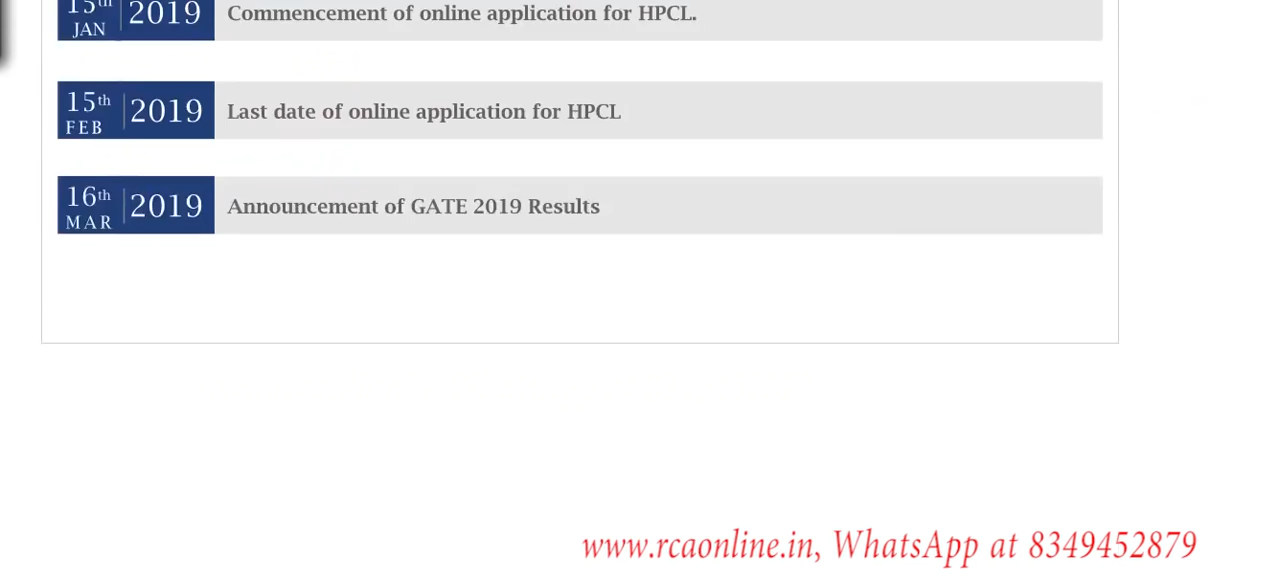 15th
JAN
2019
Commencement of online application for HPCL.
15th
FEB
2019
Last date of online application for HPCL
16th
MAR
2019
Announcement of GATE 2019 Results
www.rcaonline.in, WhatsApp at 8349452879